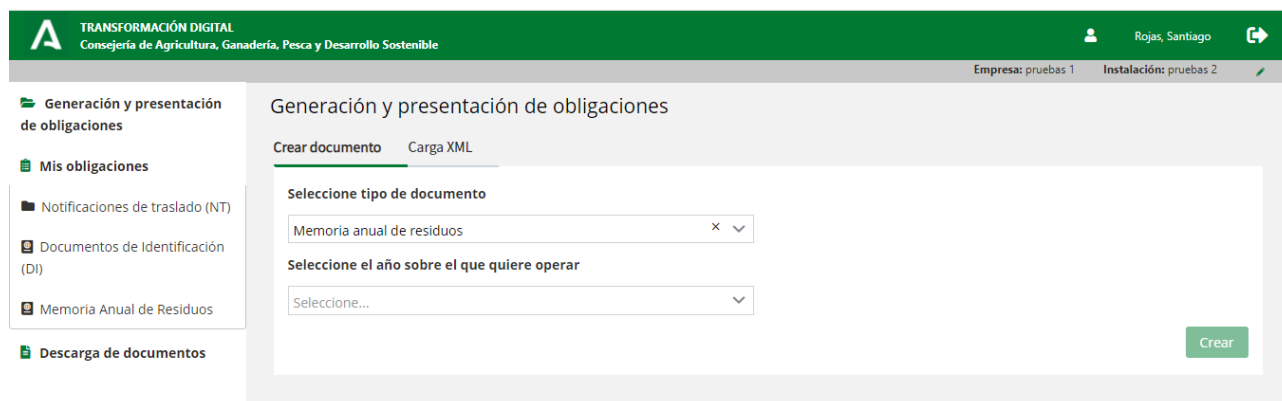 TRANSFORMACIÓN DIGITAL
Consejería de Agricultura, Ganadería, Pesca y Desarrollo Sostenible
Rojas, Santiago
Empresa: pruebas 1 Instalación: pruebas 2
Generación y presentación
de obligaciones
Mis obligaciones
Notificaciones de traslado (NT)
Documentos de Identificación
(DI)
Memoria Anual de Residuos
Descarga de documentos
Generación y presentación de obligaciones
Crear documento Carga XML
Seleccione tipo de documento
Memoria anual de residuos
Seleccione el año sobre el que quiere operar
Seleccione...
Crear